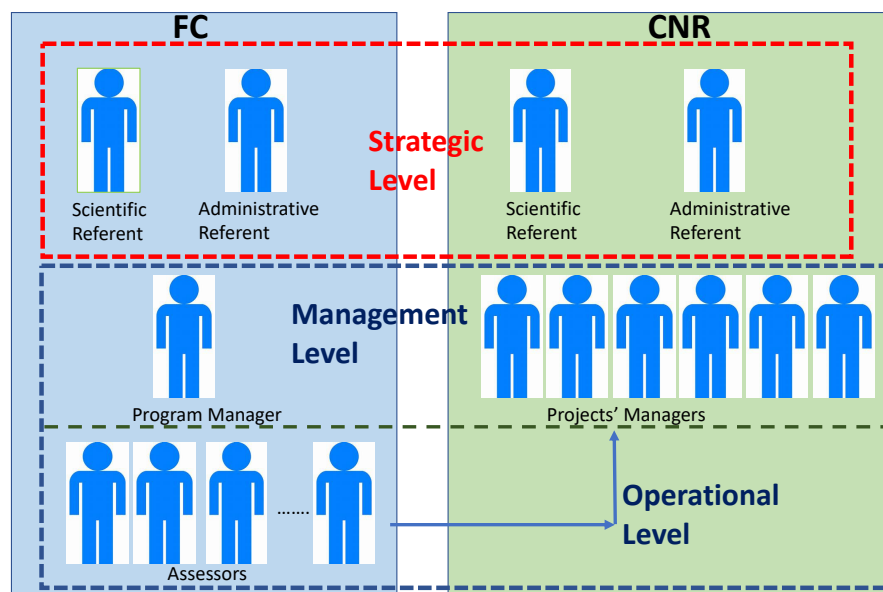 FC
CNR
Strategic
Level
Scientific
Referent
Administrative
Referent
Scientific
Referent
Administrative
Referent
Management
Level
Program Manager
Projects' Managers
…….
Operational
Level
Assessors